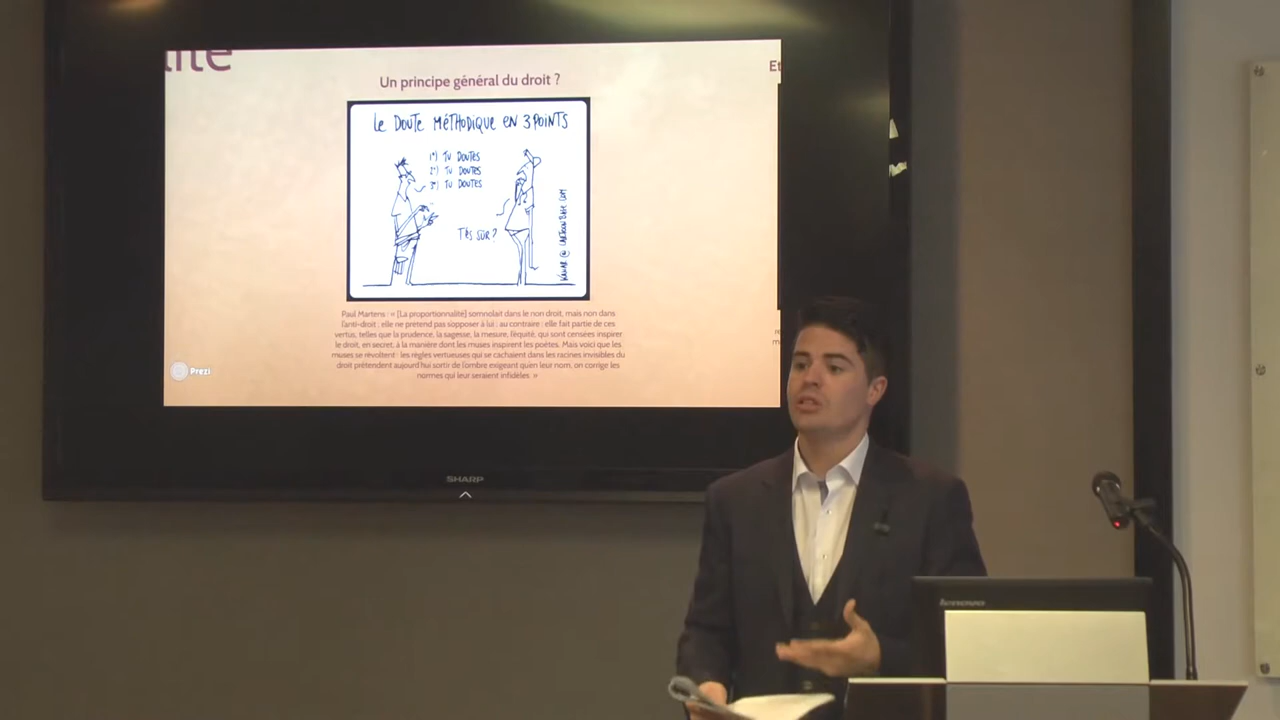 lité
Un principe général du droit ?
Et
LE DOUTE MÉTHODIQUE EN 3 POINTS
1°) TU DOUTES
2°) TU DOUTES
3°) TU DOUTES
T'ES SÛR ?
KANAR @ CARTOONBASE.COM
Paul Martens : « [La proportionnalité] somnolait dans le non droit, mais non dans
l'anti-droit ; elle ne prétend pas s'opposer à lui ; au contraire : elle fait partie de ces
vertus, telles que la prudence, la sagesse, la mesure, l'équité, qui sont censées inspirer
le droit, en secret, à la manière dont les muses inspirent les poètes. Mais voici que les
muses se révoltent : les règles vertueuses qui se cachaient dans les racines invisibles du
droit prétendent aujourd'hui sortir de l'ombre exigeant qu'en leur nom, on corrige les
normes qui leur seraient infidèles. »
Prezi
SHARP
lenovo